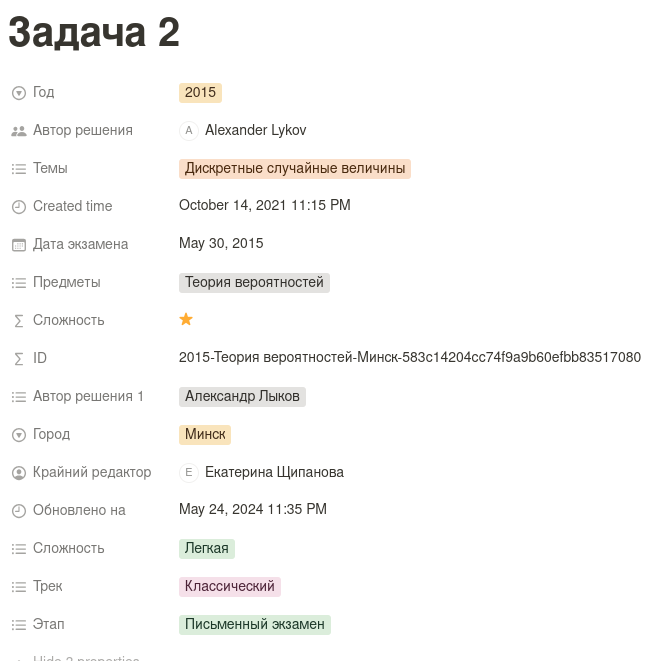 Задача 2
Год 2015
Автор решения A Alexander Lykov
Темы Дискретные случайные величины
Created time October 14, 2021 11:15 PM
Дата экзамена May 30, 2015
Предметы Теория вероятностей
Сложность
ID 2015-Теория вероятностей-Минск-583c14204cc74f9a9b60efbb83517080
Автор решения 1 Александр Лыков
Город Минск
Крайний редактор E Екатерина Щипанова
Обновлено на May 24, 2024 11:35 PM
Сложность Легкая
Трек Классический
Этап Письменный экзамен
Hide 2 properties